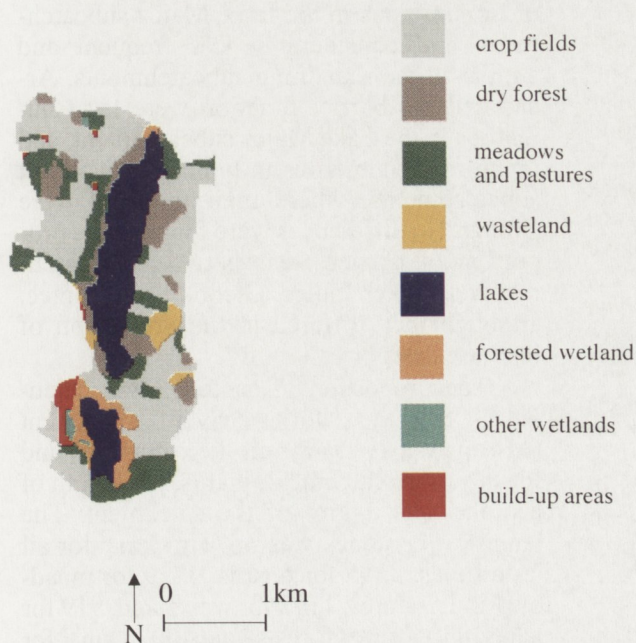 crop fields
dry forest
meadows
and pastures
wasteland
lakes
forested wetland
other wetlands
build-up areas
0 1km
N